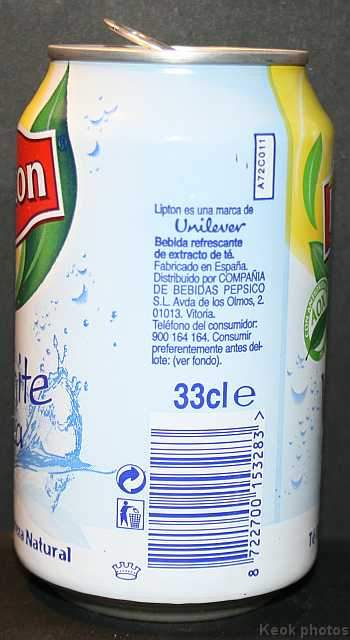 on
A72C011
Lipton es una marca de
Unilever
Bebida refrescante
de extracto de té.
Fabricado en España.
Distribuido por COMPAÑIA
DE BEBIDAS PEPSICO
S.L. Avda de los Olmos, 2.
01013. Vitoria.
Teléfono del consumidor:
900 164 164. Consumir
preferentemente antes del-
lote: (ver fondo).
ite
33cl e
8 722700 153283 >
Natural
Keok photos